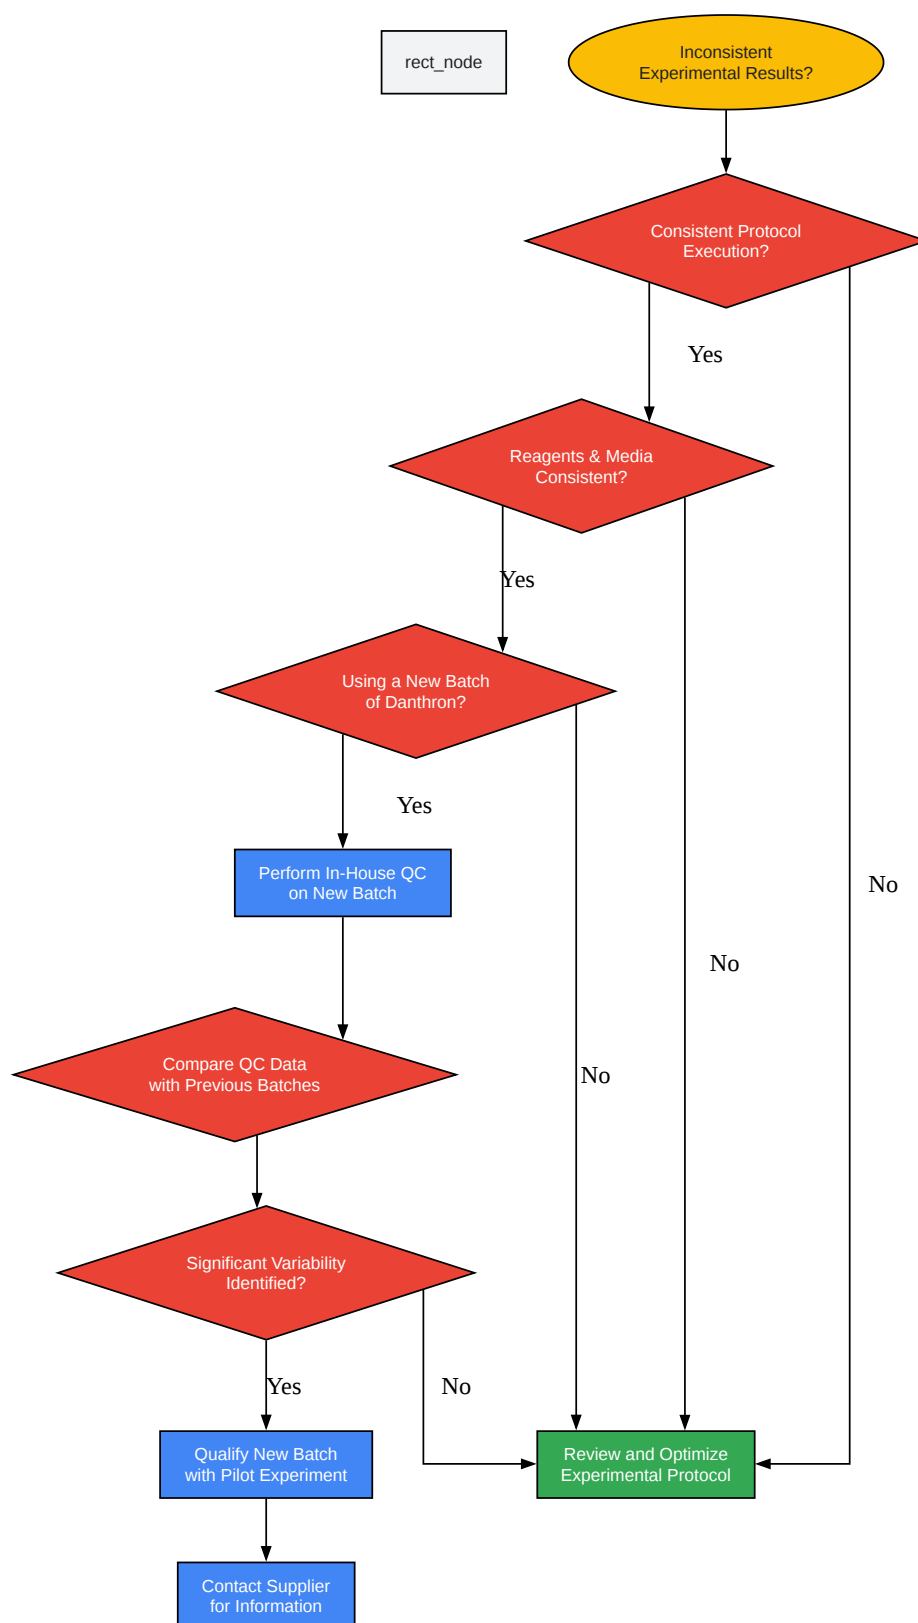 rect_node
Inconsistent
Experimental Results?
Consistent Protocol
Execution?
Yes
Reagents & Media
Consistent?
Yes
Using a New Batch
of Danthron?
Yes
Perform In-House QC
on New Batch
No
No
Compare QC Data
with Previous Batches
No
Significant Variability
Identified?
Yes
No
Qualify New Batch
with Pilot Experiment
Review and Optimize
Experimental Protocol
Contact Supplier
for Information